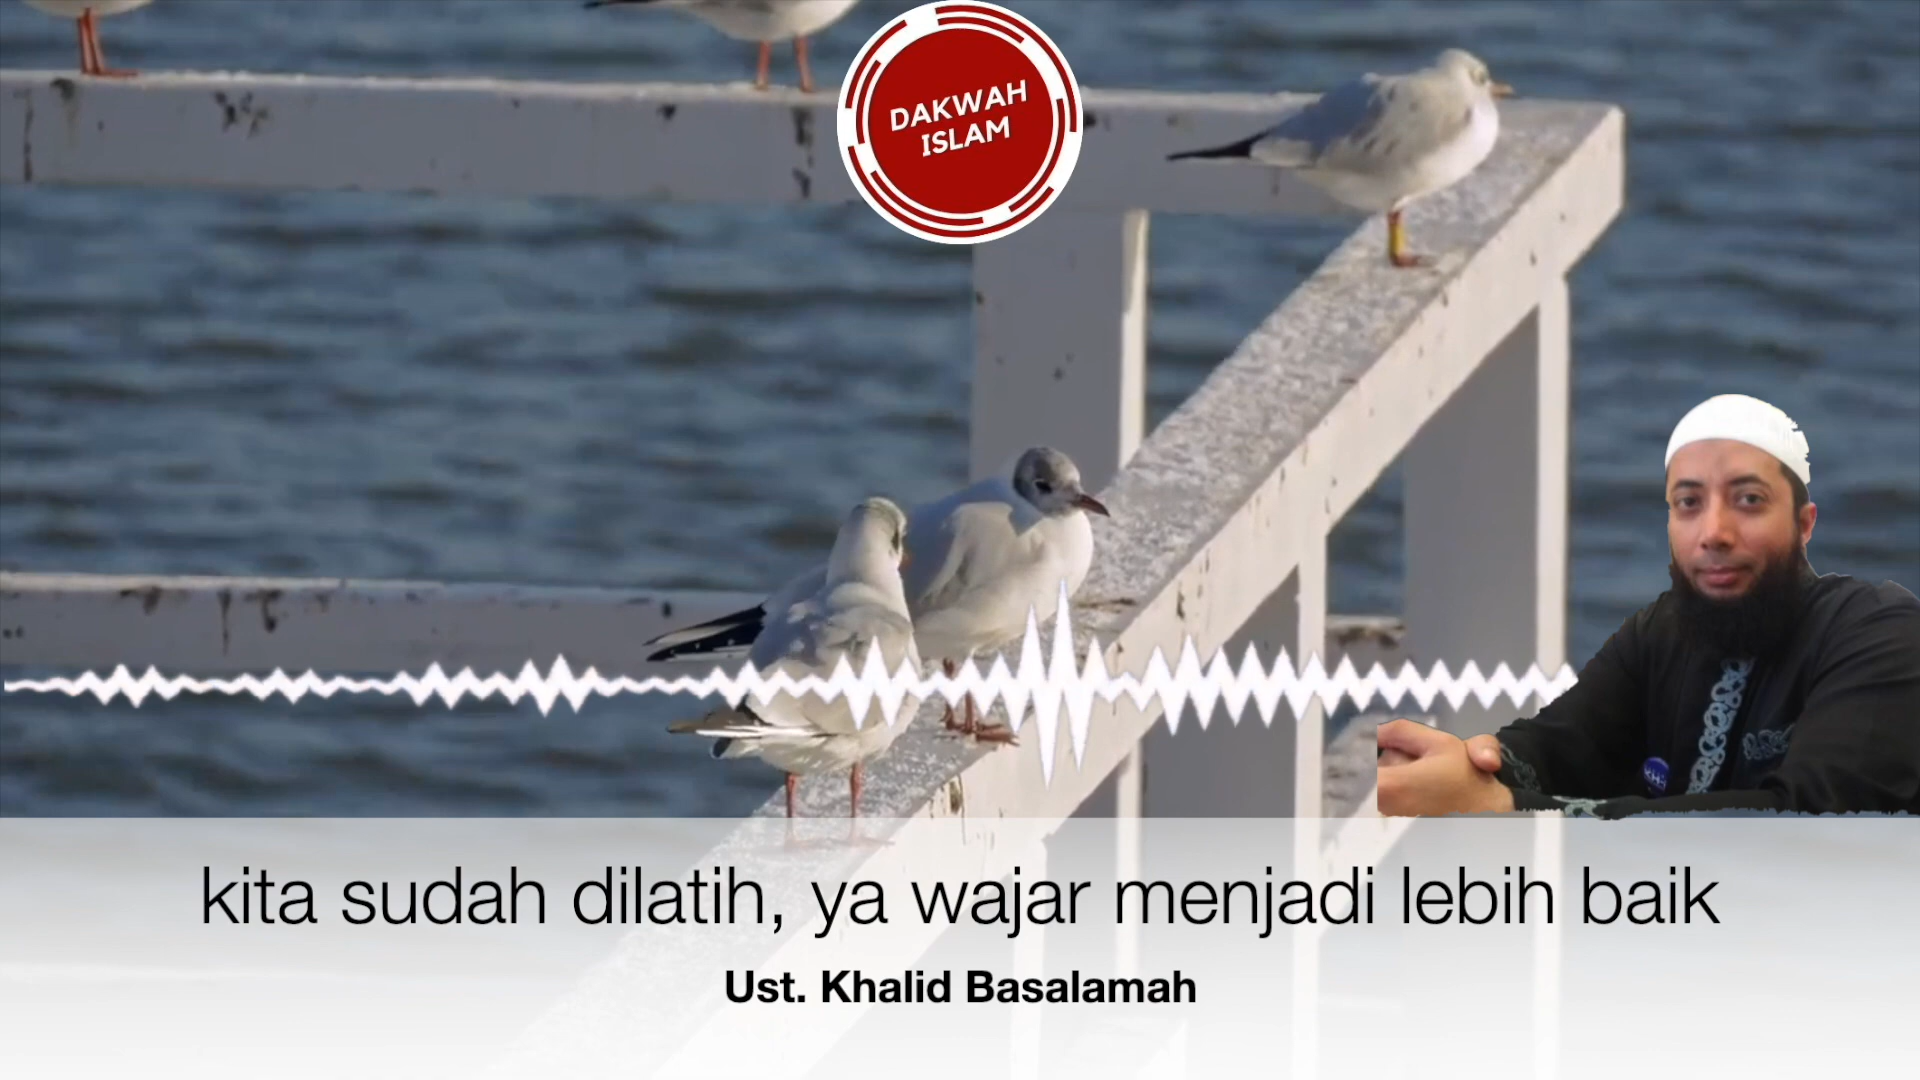 DAKWAH
ISLAM
kita sudah dilatih, ya wajar menjadi lebih baik
Ust. Khalid Basalamah